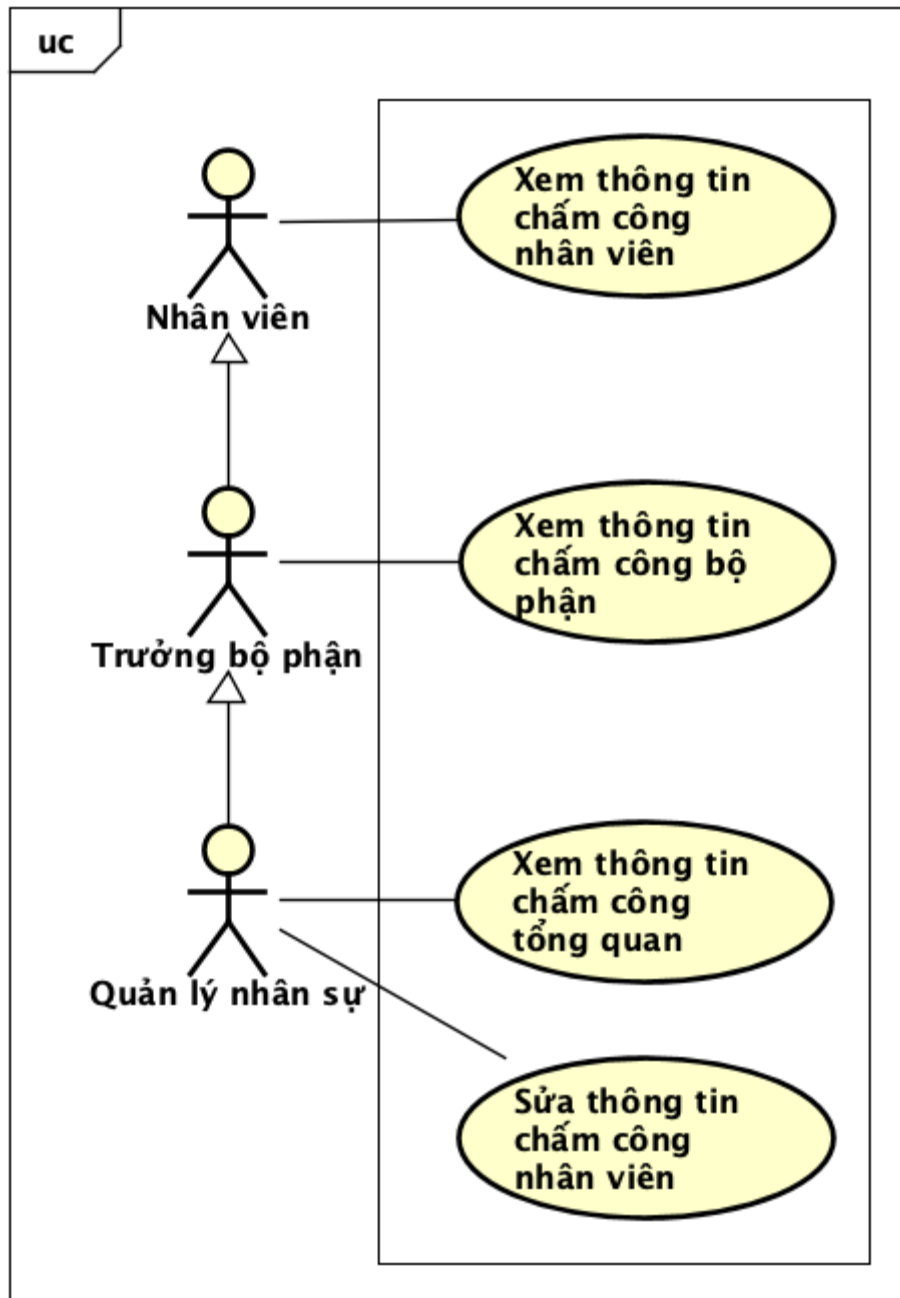 uc
Xem thông tin
chấm công
nhân viên
Nhân viên
Xem thông tin
chấm công bộ
phận
Trưởng bộ phận
Xem thông tin
chấm công
tổng quan
Quản lý nhân sự
Sửa thông tin
chấm công
nhân viên